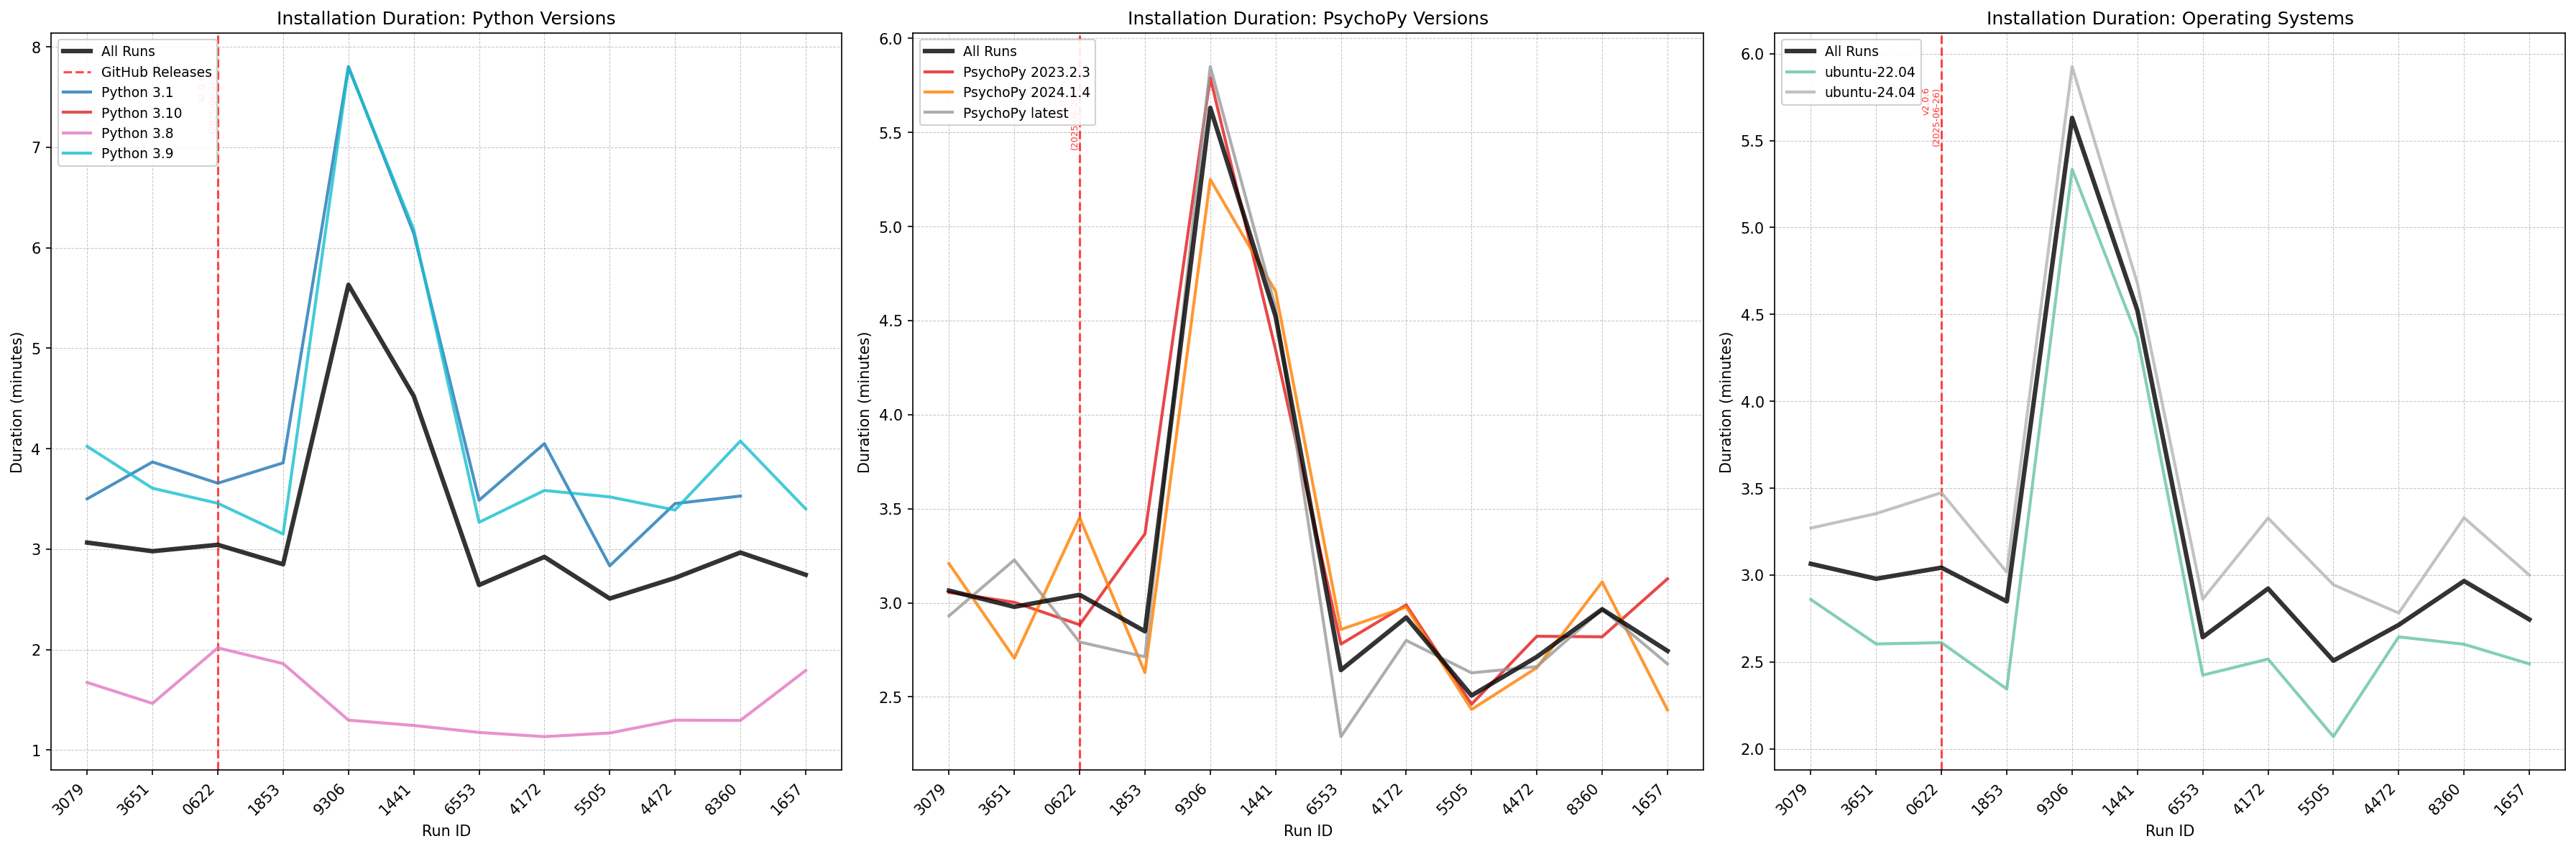 Installation Duration: Python Versions
All Runs
GitHub Releases
Python 3.1
Python 3.10
Python 3.8
Python 3.9
Duration (minutes)
8
7
6
5
4
3
2
1
3079
3651
0622
1853
9306
1441
6553
4172
5505
4472
8360
1657
Run ID
Installation Duration: PsychoPy Versions
All Runs
PsychoPy 2023.2.3
PsychoPy 2024.1.4
PsychoPy latest
(2025
Duration (minutes)
6.0
5.5
5.0
4.5
4.0
3.5
3.0
2.5
3079
3651
0622
1853
9306
1441
6553
4172
5505
4472
8360
1657
Run ID
Installation Duration: Operating Systems
All Runs
ubuntu-22.04
ubuntu-24.04
v2.0.6
(2025-06-26)
Duration (minutes)
6.0
5.5
5.0
4.5
4.0
3.5
3.0
2.5
2.0
3079
3651
0622
1853
9306
1441
6553
4172
5505
4472
8360
1657
Run ID